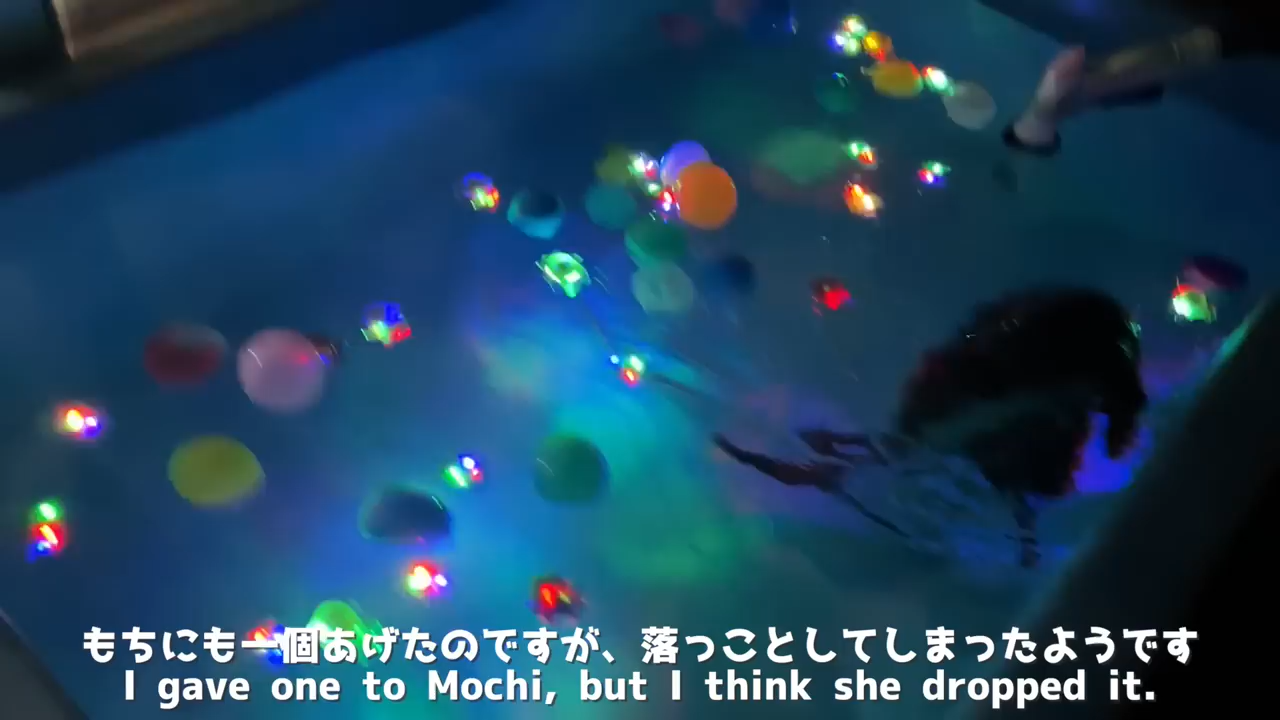 もちにも一個あげたのですが、落っことしてしまったようです
I gave one to Mochi, but I think she dropped it.